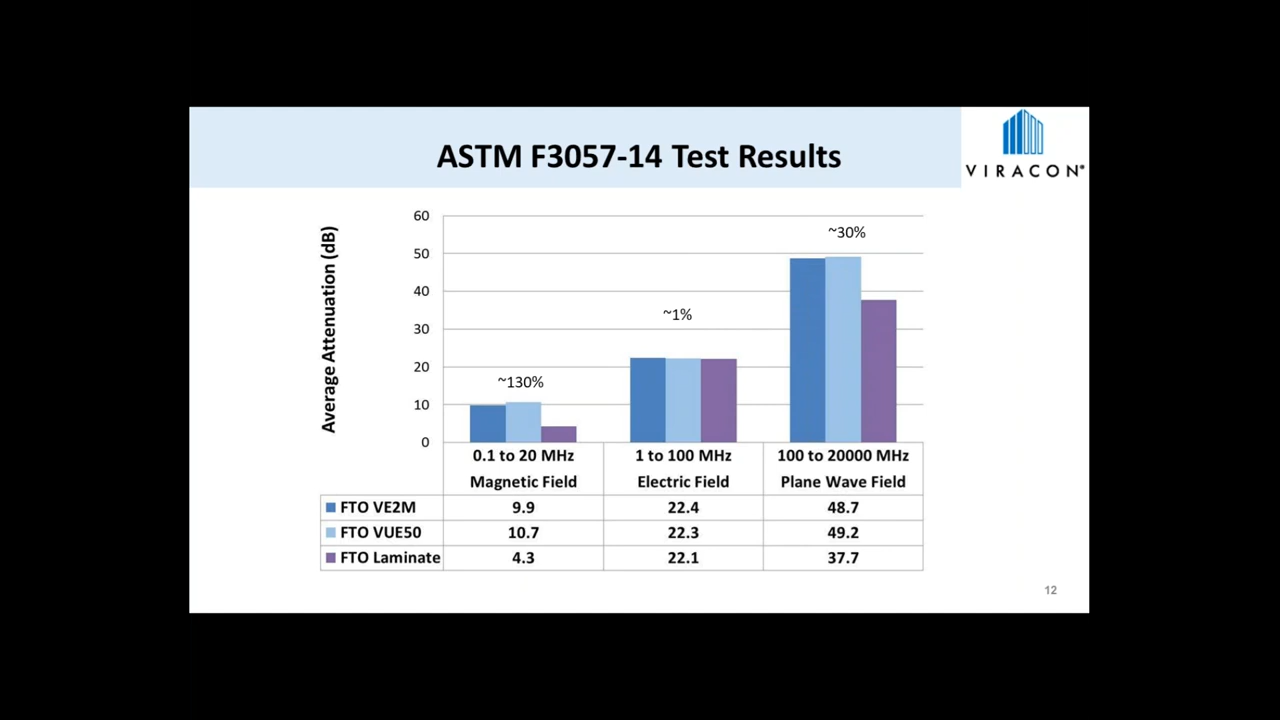 ASTM F3057-14 Test Results
VIRACON®
Average Attenuation (dB)
60
50
40
30
20
10
0
~130%
~1%
~30%
0.1 to 20 MHz 1 to 100 MHz 100 to 20000 MHz
Magnetic Field Electric Field Plane Wave Field
FTO VE2M 9.9 22.4 48.7
FTO VUE50 10.7 22.3 49.2
FTO Laminate 4.3 22.1 37.7
12